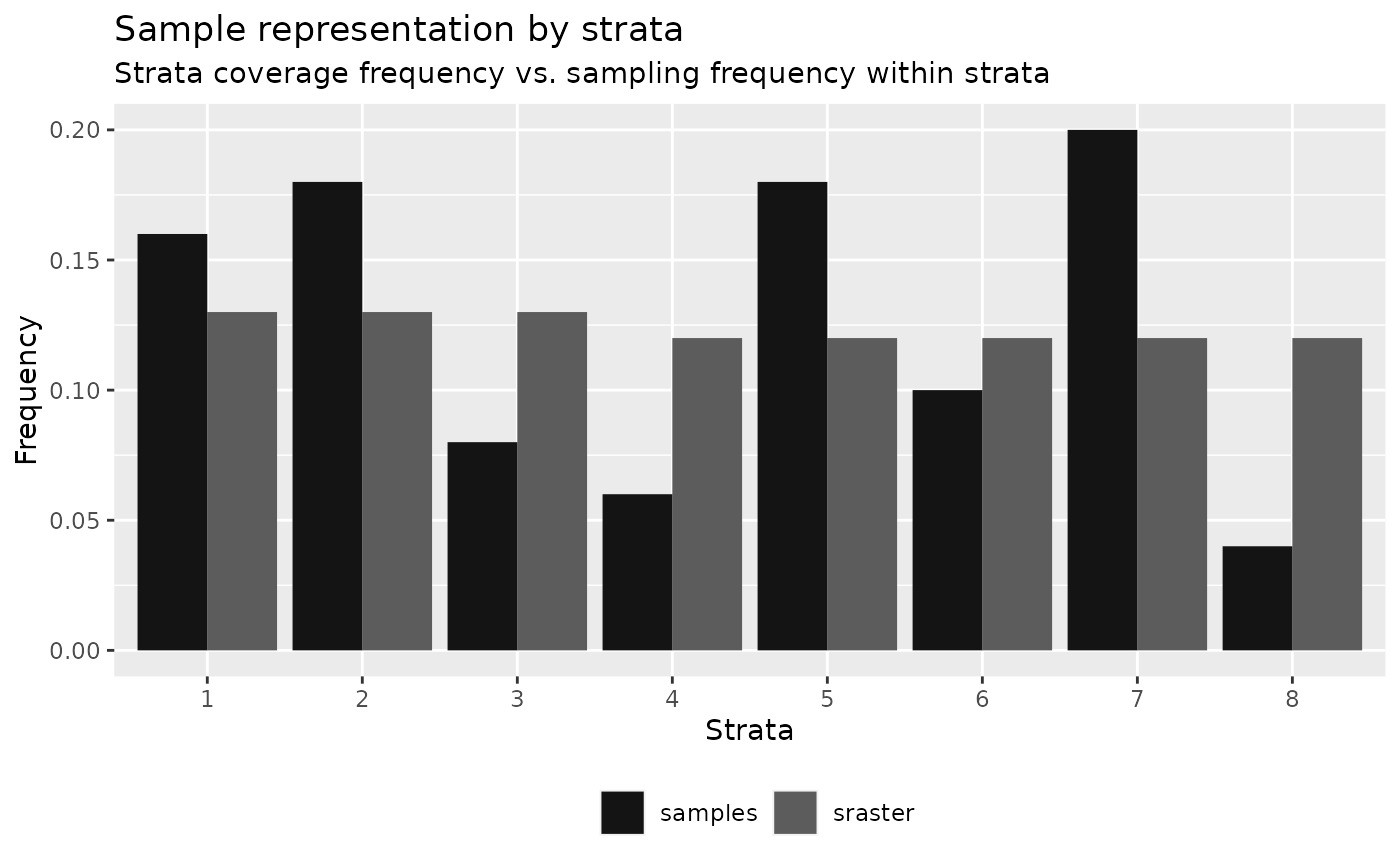 Sample representation by strata
Strata coverage frequency vs. sampling frequency within strata
Frequency
0.20
0.15
0.10
0.05
0.00
1 2 3 4 5 6 7 8
Strata
samples sraster